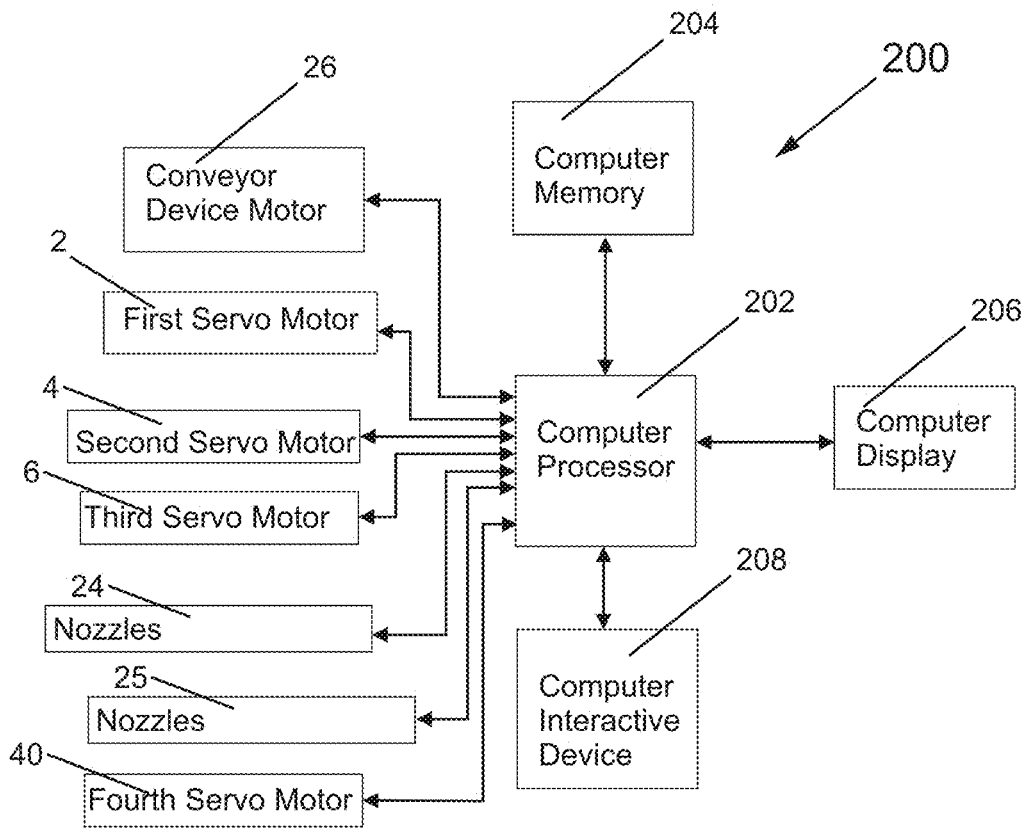 204
200
26
Computer
Memory
Conveyor
Device Motor
2
First Servo Motor
202
206
4
Second Servo Motor
Computer
Processor
Computer
Display
6
Third Servo Motor
24
Nozzles
208
25
Nozzles
Computer
Interactive
Device
40
Fourth Servo Motor